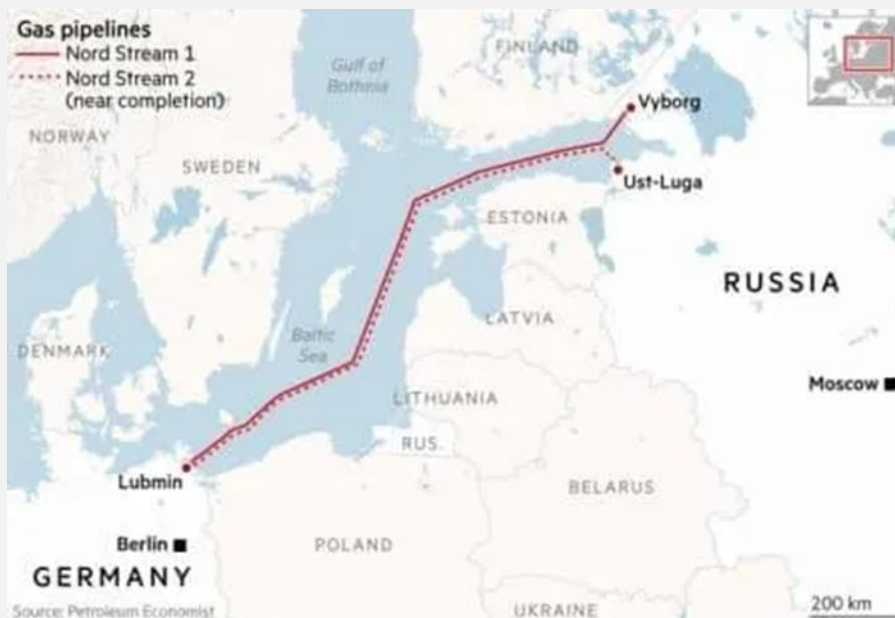 Gas pipelines
Nord Stream 1
Nord Stream 2
(near completion)
FINLAND
Gulf of
Bothnia
Vyborg
NORWAY
SWEDEN
Ust-Luga
ESTONIA
RUSSIA
LATVIA
Baltic
Sea
DENMARK
Moscow
LITHUANIA
RUS.
Lubmin
BELARUS
Berlin
POLAND
GERMANY
200 km
Source: Petroleum Economist
UKRAINE